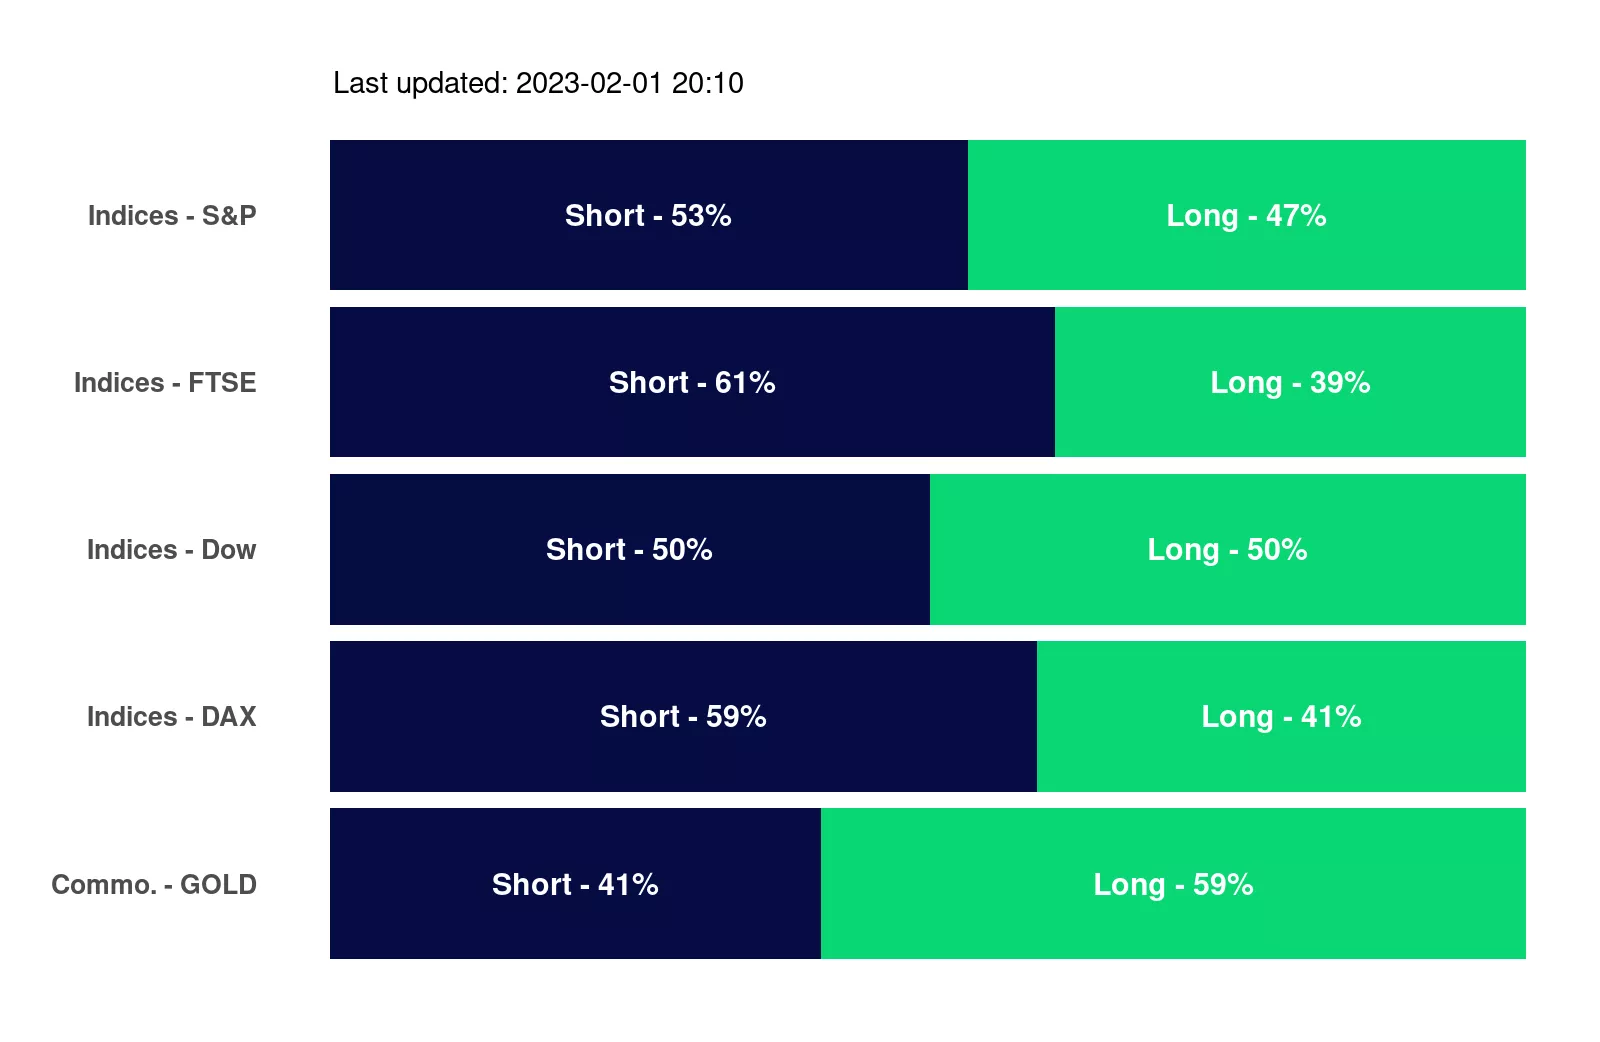 Last updated: 2023-02-01 20:10
Indices - S&P Short - 53% Long - 47%
Indices - FTSE Short - 61% Long - 39%
Indices - Dow Short - 50% Long - 50%
Indices - DAX Short - 59% Long - 41%
Commo. - GOLD Short - 41% Long - 59%